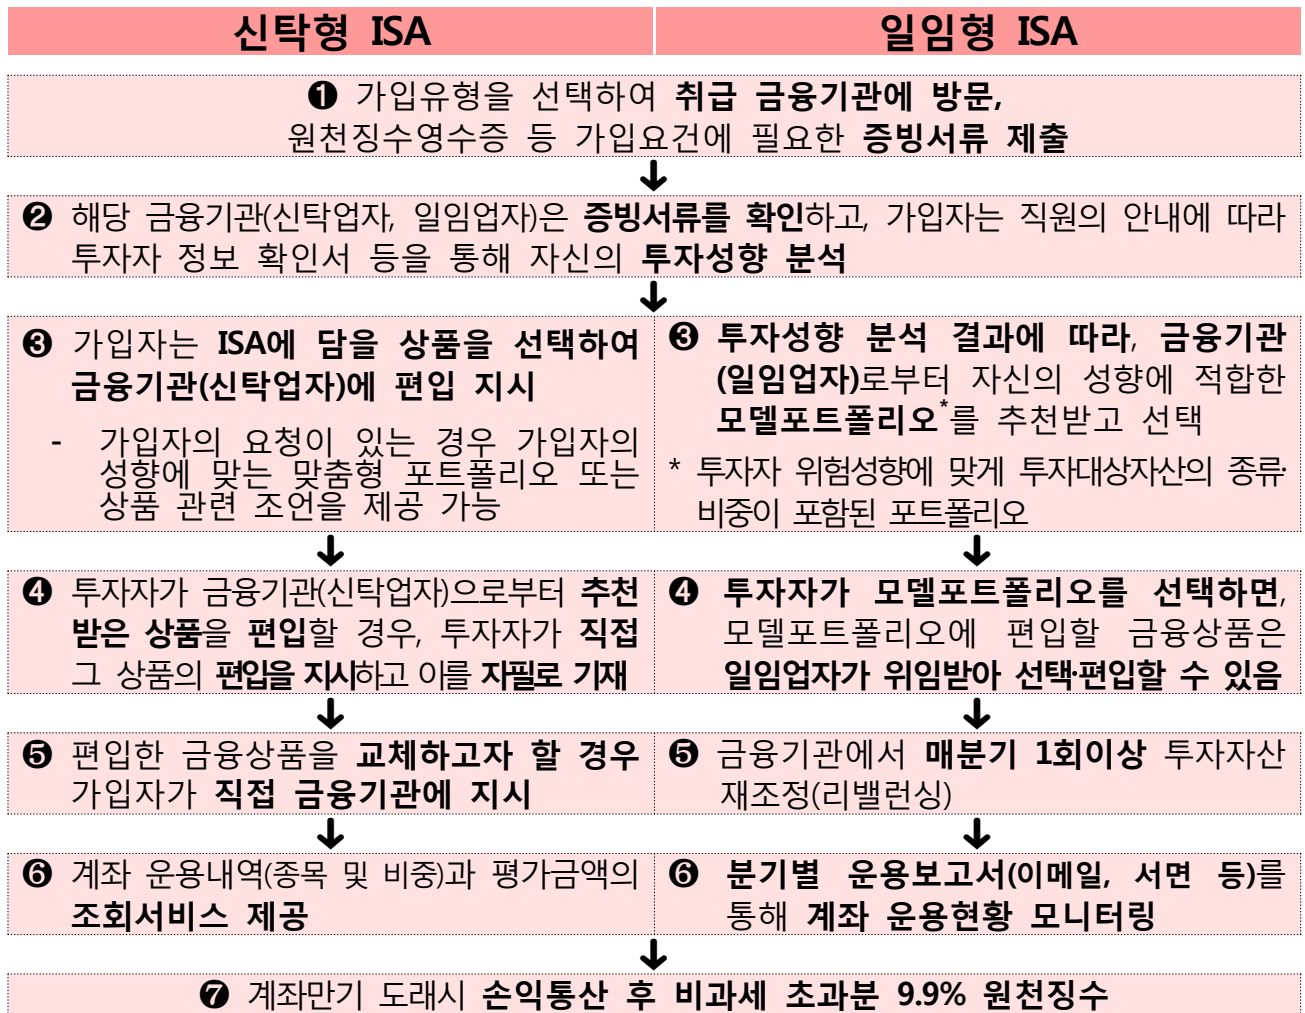 신탁형 ISA
일임형 ISA
❶ 가입유형을 선택하여 취급 금융기관에 방문,
원천징수영수증 등 가입요건에 필요한 증빙서류 제출
❷ 해당 금융기관(신탁업자, 일임업자)은 증빙서류를 확인하고, 가입자는 직원의 안내에 따라
투자자 정보 확인서 등을 통해 자신의 투자성향 분석
❸ 가입자는 ISA에 담을 상품을 선택하여
금융기관(신탁업자)에 편입 지시
- 가입자의 요청이 있는 경우 가입자의
성향에 맞는 맞춤형 포트폴리오 또는
상품 관련 조언을 제공 가능
❸ 투자성향 분석 결과에 따라, 금융기관
(일임업자)로부터 자신의 성향에 적합한
모델포트폴리오*를 추천받고 선택
* 투자자 위험성향에 맞게 투자대상자산의 종류·
비중이 포함된 포트폴리오
❹ 투자자가 금융기관(신탁업자)으로부터 추천
받은 상품을 편입할 경우, 투자자가 직접
그 상품의 편입을 지시하고 이를 자필로 기재
❹ 투자자가 모델포트폴리오를 선택하면,
모델포트폴리오에 편입할 금융상품은
일임업자가 위임받아 선택·편입할 수 있음
❺ 편입한 금융상품을 교체하고자 할 경우
가입자가 직접 금융기관에 지시
❺ 금융기관에서 매분기 1회이상 투자자산
재조정(리밸런싱)
❻ 계좌 운용내역(종목 및 비중)과 평가금액의
조회서비스 제공
❻ 분기별 운용보고서(이메일, 서면 등)를
통해 계좌 운용현황 모니터링
❼ 계좌만기 도래시 손익통산 후 비과세 초과분 9.9% 원천징수